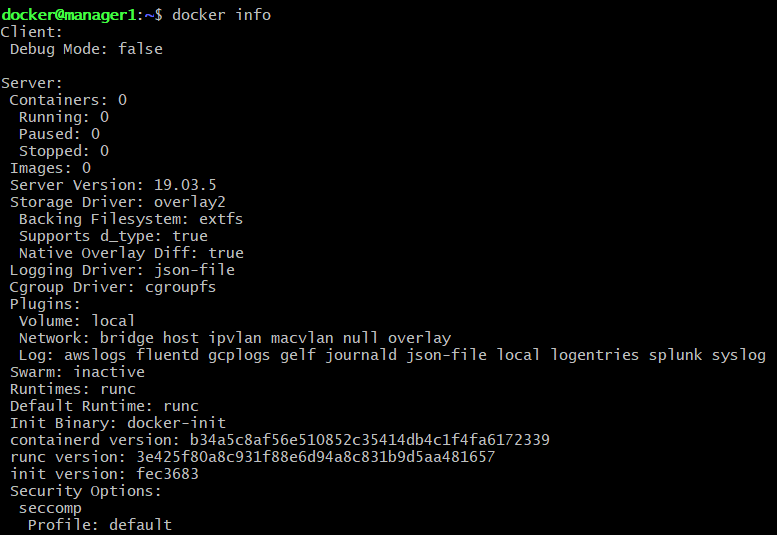 docker@manager1:~$ docker info
Client:
 Debug Mode: false

Server:
 Containers: 0
  Running: 0
  Paused: 0
  Stopped: 0
 Images: 0
 Server Version: 19.03.5
 Storage Driver: overlay2
  Backing Filesystem: extfs
  Supports d_type: true
  Native Overlay Diff: true
 Logging Driver: json-file
 Cgroup Driver: cgroupfs
 Plugins:
  Volume: local
  Network: bridge host ipvlan macvlan null overlay
  Log: awslogs fluentd gcplogs gelf journald json-file local logentries splunk syslog
 Swarm: inactive
 Runtimes: runc
 Default Runtime: runc
 Init Binary: docker-init
 containerd version: b34a5c8af56e510852c35414db4c1f4fa6172339
 runc version: 3e425f80a8c931f88e6d94a8c831b9d5aa481657
 init version: fec3683
 Security Options:
  seccomp
   Profile: default